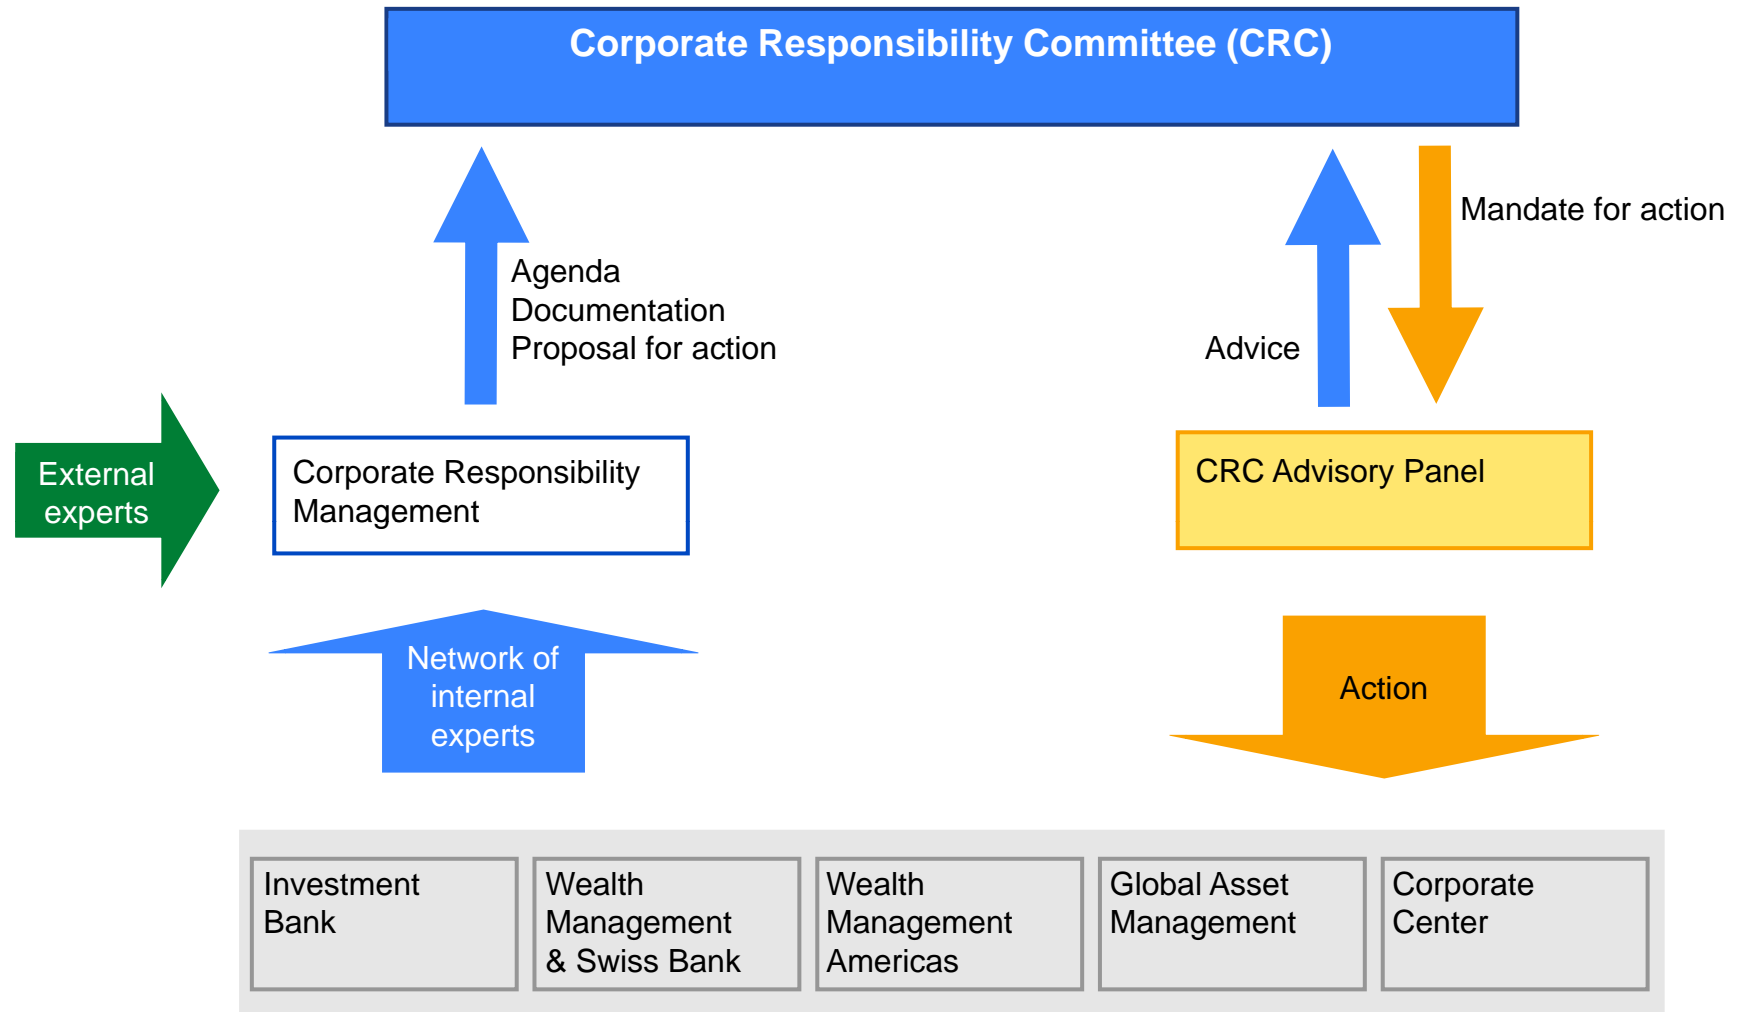 Corporate Responsibility Committee (CRC)
Mandate for action
Agenda
Documentation
Proposal for action
Advice
External
experts
Corporate Responsibility
Management
CRC Advisory Panel
Network of
internal
experts
Action
Investment
Bank
Wealth
Management
& Swiss Bank
Wealth
Management
Americas
Global Asset
Management
Corporate
Center